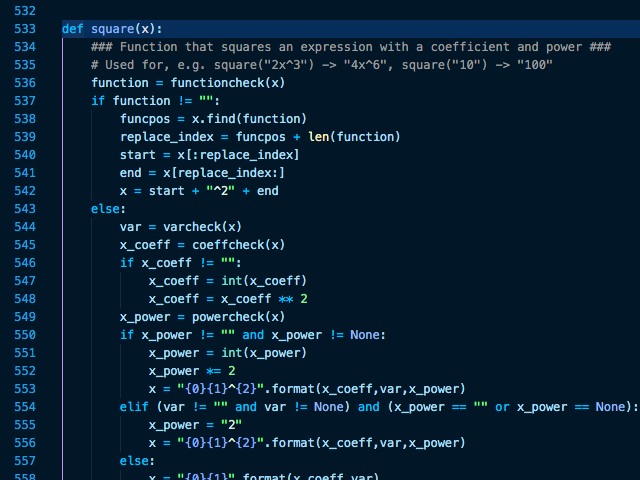 532
533 def square(x):
534 ### Function that squares an expression with a coefficient and power ###
535 # Used for, e.g. square("2x^3") -> "4x^6", square("10") -> "100"
536 function = functioncheck(x)
537 if function != "":
538 funcpos = x.find(function)
539 replace_index = funcpos + len(function)
540 start = x[:replace_index]
541 end = x[replace_index:]
542 x = start + "^2" + end
543 else:
544 var = varcheck(x)
545 x_coeff = coeffcheck(x)
546 if x_coeff != "":
547 x_coeff = int(x_coeff)
548 x_coeff = x_coeff ** 2
549 x_power = powercheck(x)
550 if x_power != "" and x_power != None:
551 x_power = int(x_power)
552 x_power *= 2
553 x = "{0}{1}^{2}".format(x_coeff,var,x_power)
554 elif (var != "" and var != None) and (x_power == "" or x_power == None):
555 x_power = "2"
556 x = "{0}{1}^{2}".format(x_coeff,var,x_power)
557 else:
558 x = "{0}{1}".format(x_coeff,var)